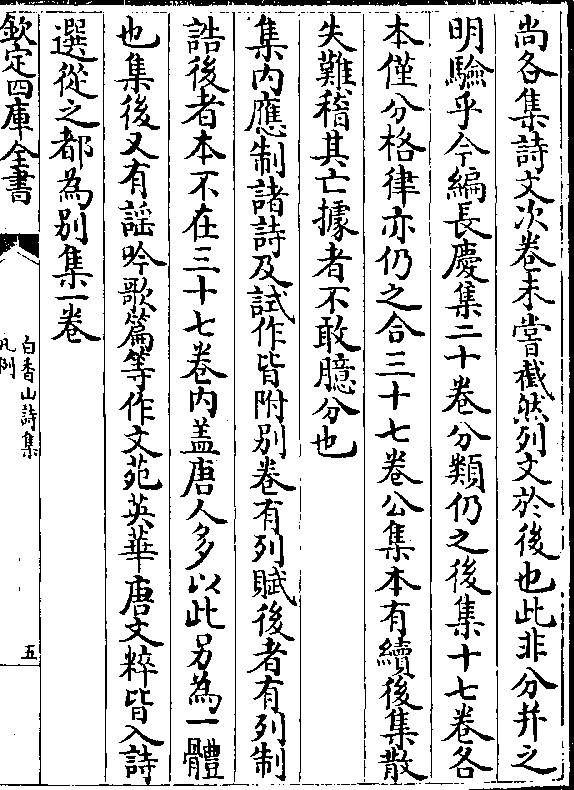 尚各集詩文次卷未嘗截然列文於後也此非分并之
明驗乎今編長慶集二十卷分類仍之後集十七卷各
本僅分格律亦仍之合三十七卷公集本有續後集散
失難稽其亡據者不敢臆分也
集内應制諸詩及試作皆附別卷有列賦後者有列制
誥後者本不在三十七卷内盖唐人多以此另為一體
也集後又有謡吟歌篇等作文苑英華唐文粹皆入詩
選從之都為別集一卷
欽定四庫全書
白香山詩集
凡例
五